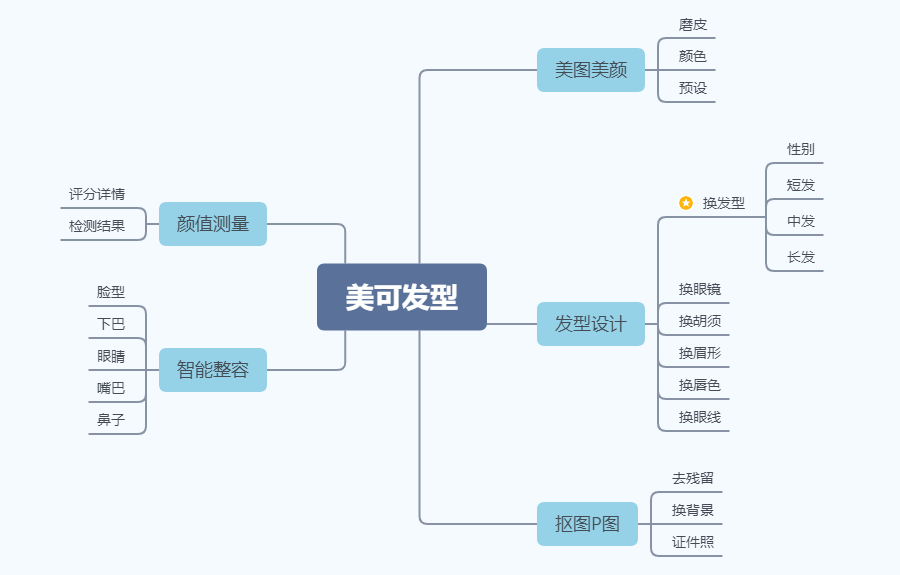 美可发型
美图美颜
磨皮
颜色
预设
发型设计
换发型
性别
短发
中发
长发
换眼镜
换胡须
换眉形
换唇色
换眼线
抠图P图
去残留
换背景
证件照
颜值测量
评分详情
检测结果
智能整容
脸型
下巴
眼睛
嘴巴
鼻子